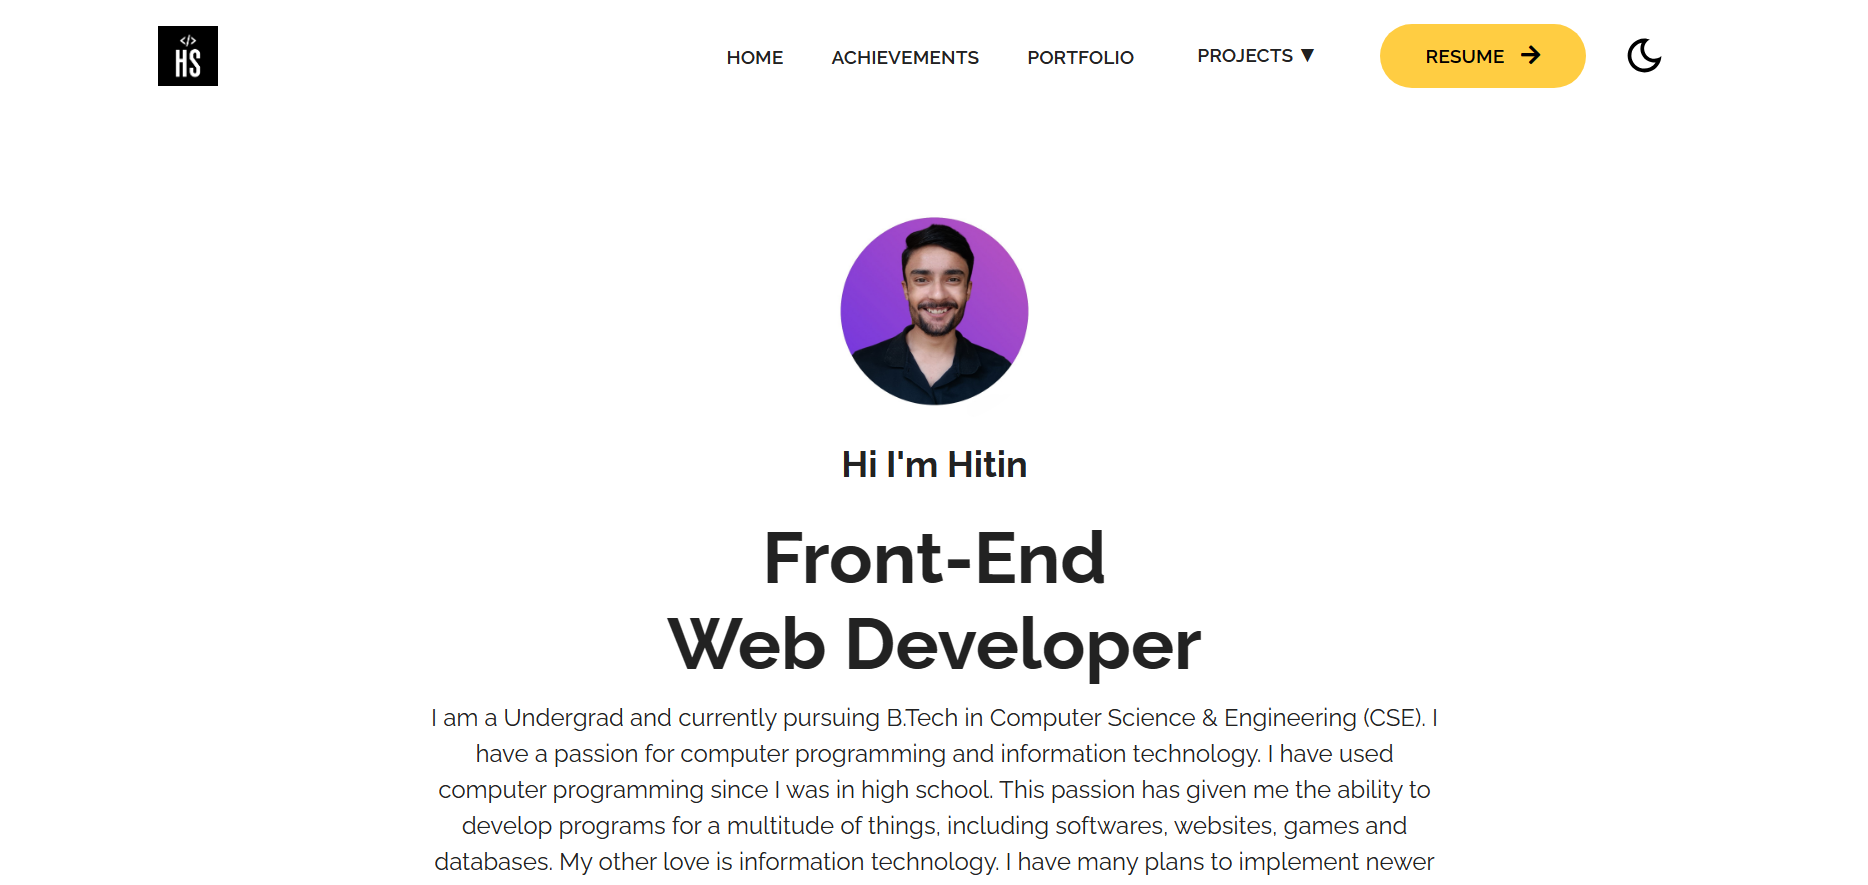 </>
HS
HOME ACHIEVEMENTS PORTFOLIO PROJECTS ▼ RESUME →
Hi I'm Hitin
Front-End
Web Developer
I am a Undergrad and currently pursuing B.Tech in Computer Science & Engineering (CSE). I
have a passion for computer programming and information technology. I have used
computer programming since I was in high school. This passion has given me the ability to
develop programs for a multitude of things, including softwares, websites, games and
databases. My other love is information technology. I have many plans to implement newer